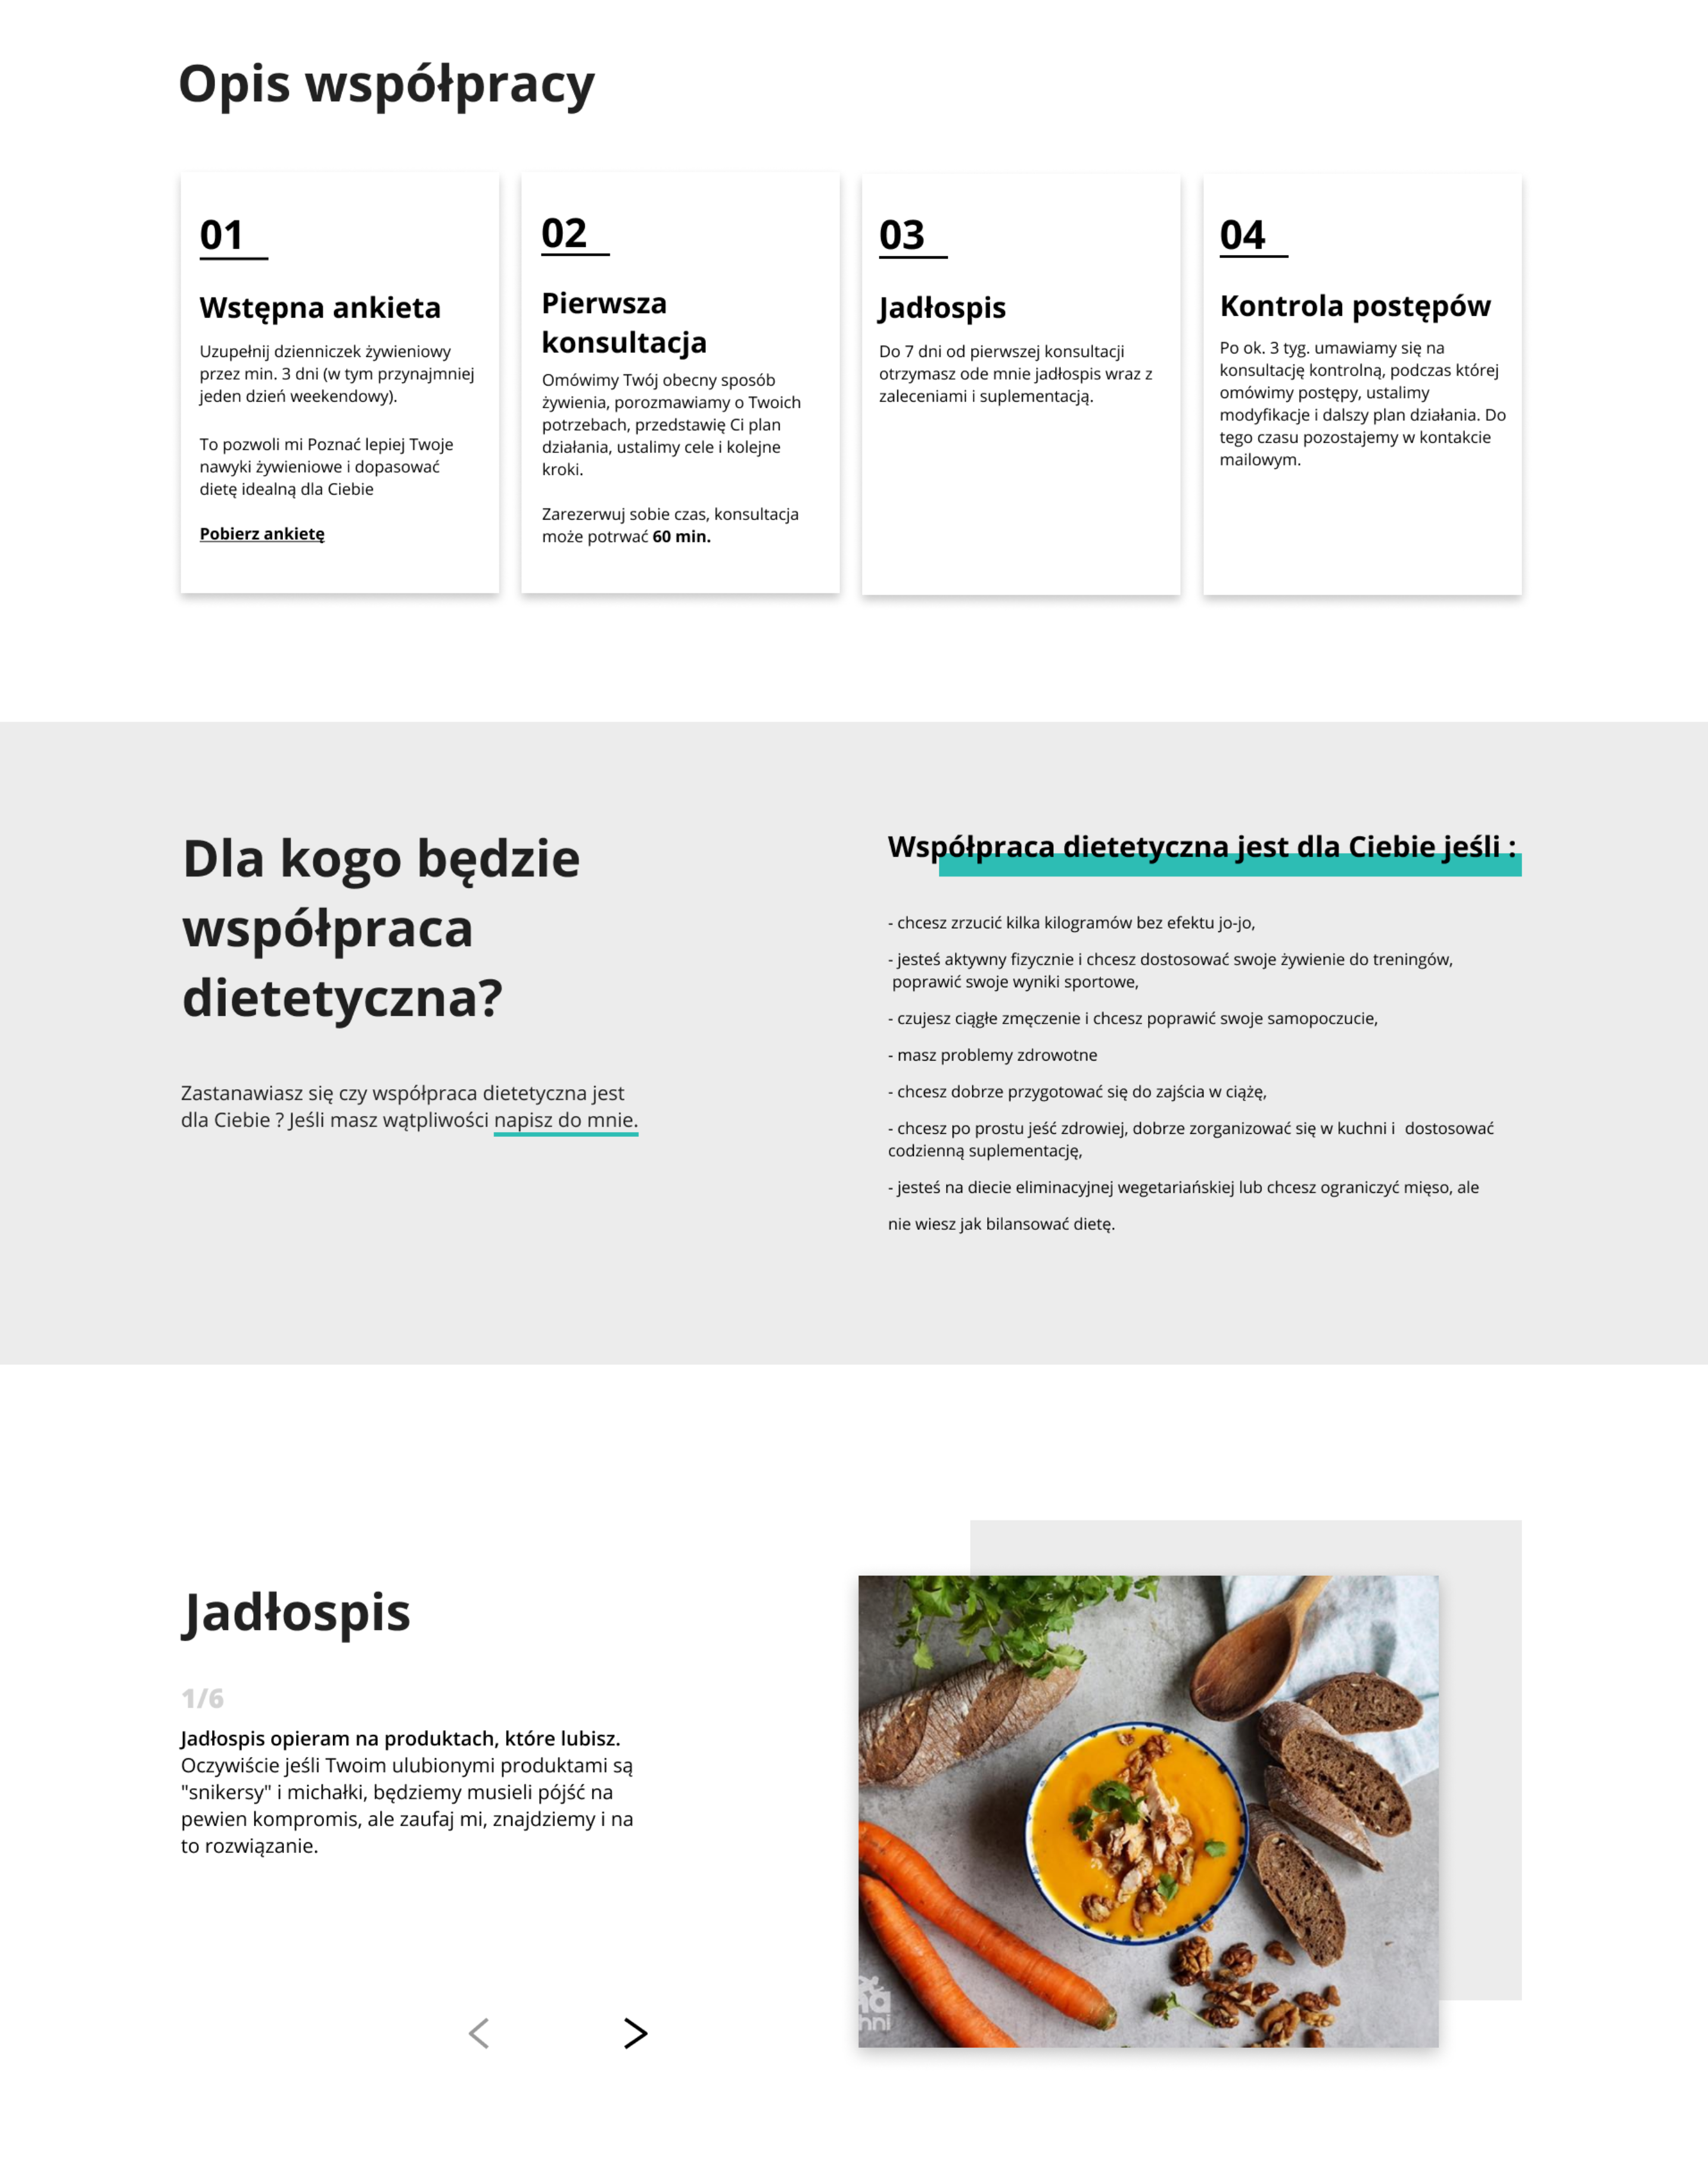 Opis współpracy
01
Wstępna ankieta
Uzupełnij dzienniczek żywieniowy
przez min. 3 dni (w tym przynajmniej
jeden dzień weekendowy).
To pozwoli mi Poznać lepiej Twoje
nawyki żywieniowe i dopasować
dietę idealną dla Ciebie
Pobierz ankietę
02
Pierwsza
konsultacja
Omówimy Twój obecny sposób
żywienia, porozmawiamy o Twoich
potrzebach, przedstawię Ci plan
działania, ustalimy cele i kolejne
kroki.
Zarezerwuj sobie czas, konsultacja
może potrwać 60 min.
03
Jadłospis
Do 7 dni od pierwszej konsultacji
otrzymasz ode mnie jadłospis wraz z
zaleceniami i suplementacją.
04
Kontrola postępów
Po ok. 3 tyg. umawiamy się na
konsultację kontrolną, podczas której
omówimy postępy, ustalimy
modyfikacje i dalszy plan działania. Do
tego czasu pozostajemy w kontakcie
mailowym.
Dla kogo będzie
współpraca
dietetyczna?
Zastanawiasz się czy współpraca dietetyczna jest
dla Ciebie ? Jeśli masz wątpliwości napisz do mnie.
Współpraca dietetyczna jest dla Ciebie jeśli :
- chcesz zrzucić kilka kilogramów bez efektu jo-jo,
- jesteś aktywny fizycznie i chcesz dostosować swoje żywienie do treningów,
poprawić swoje wyniki sportowe,
- czujesz ciągłe zmęczenie i chcesz poprawić swoje samopoczucie,
- masz problemy zdrowotne
- chcesz dobrze przygotować się do zajścia w ciążę,
- chcesz po prostu jeść zdrowiej, dobrze zorganizować się w kuchni i  dostosować
codzienną suplementację,
- jesteś na diecie eliminacyjnej wegetariańskiej lub chcesz ograniczyć mięso, ale
nie wiesz jak bilansować dietę.
Jadłospis
1/6
Jadłospis opieram na produktach, które lubisz.
Oczywiście jeśli Twoim ulubionymi produktami są
"snikersy" i michałki, będziemy musieli pójść na
pewien kompromis, ale zaufaj mi, znajdziemy i na
to rozwiązanie.